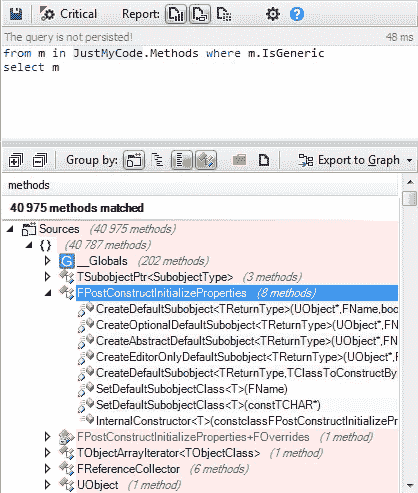 Critical Report:
The query is not persisted! 48 ms
from m in JustMyCode.Methods where m.IsGeneric
select m
Group by: Export to Graph
methods
40 975 methods matched
Sources (40 975 methods)
{} (40 787 methods)
__Globals (202 methods)
TSubobjectPtr<SubobjectType> (3 methods)
FPostConstructInitializeProperties (8 methods)
CreateDefaultSubobject<TReturnType>(UObject*,FName,boo
CreateOptionalDefaultSubobject<TReturnType>(UObject*,FN
CreateAbstractDefaultSubobject<TReturnType>(UObject*,FN
CreateEditorOnlyDefaultSubobject<TReturnType>(UObject*,F
CreateDefaultSubobject<TReturnType,TClassToConstructBy
SetDefaultSubobjectClass<T>(FName)
SetDefaultSubobjectClass<T>(constTCHAR*)
InternalConstructor<T>(constclassFPostConstructInitializePr
FPostConstructInitializeProperties+FOverrides (1 method)
TObjectArrayIterator<TObjectClass> (1 method)
FReferenceCollector (6 methods)
UObject (1 method)